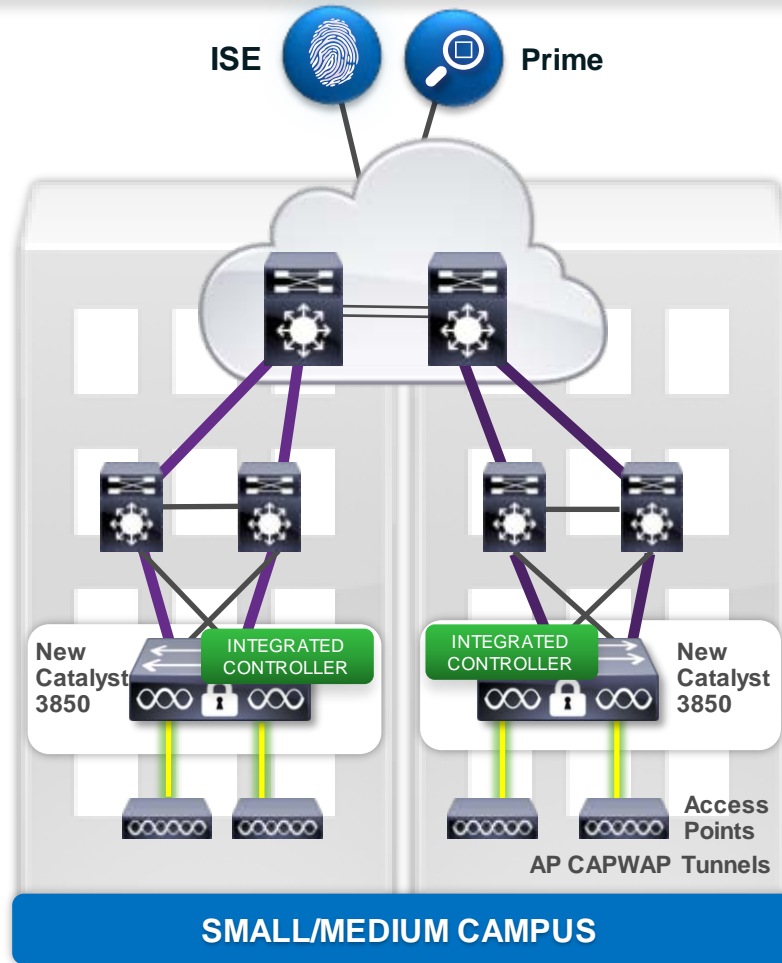 ISE
Prime
New
Catalyst
3850
INTEGRATED
CONTROLLER
INTEGRATED
CONTROLLER
New
Catalyst
3850
Access
Points
AP CAPWAP Tunnels
SMALL/MEDIUM CAMPUS